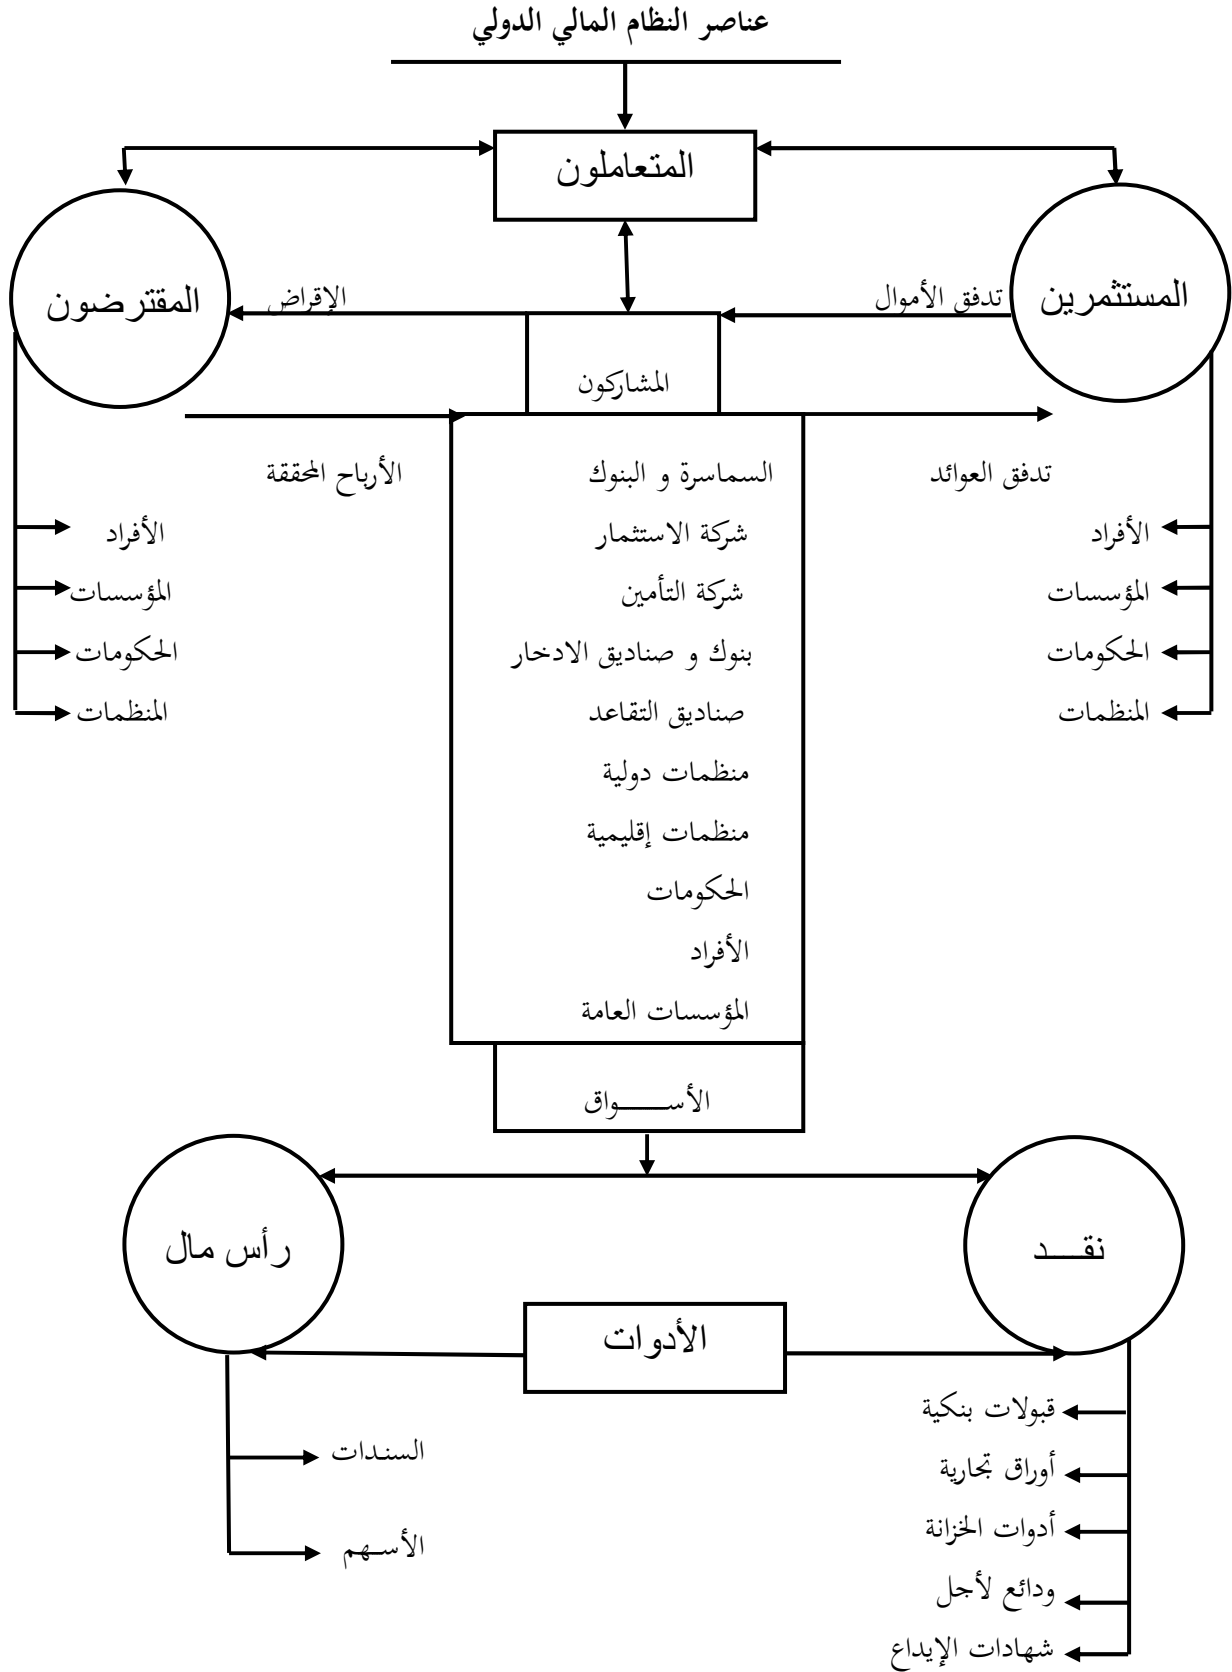 عناصر النظام المالي الدولي
المتعاملون
المستثمرين
المقترضون
تدفق الأموال
الإقراض
المشاركون
تدفق العوائد
السماسرة و البنوك
الأرباح المحققة
الأفراد
شركة الاستثمار
الأفراد
المؤسسات
شركة التأمين
المؤسسات
الحكومات
بنوك و صناديق الادخار
الحكومات
المنظمات
صناديق التقاعد
المنظمات
منظمات دولية
منظمات إقليمية
الحكومات
الأفراد
المؤسسات العامة
الأســـــواق
نقـــد
رأس مال
الأدوات
قبولات بنكية
السندات
أوراق تجارية
أدوات الخزانة
الأسـهم
ودائع لأجل
شهادات الإيداع